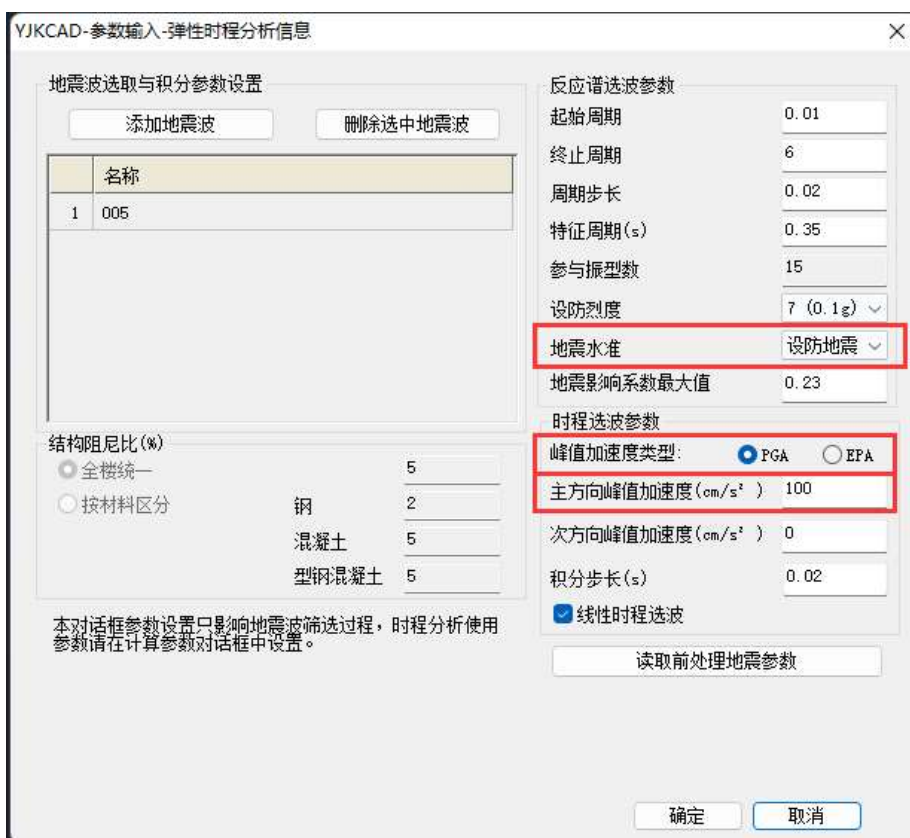 YJKCAD-参数输入-弹性时程分析信息
地震波选取与积分参数设置
添加地震波
删除选中地震波
名称
1 005
结构阻尼比(%)
全楼统一 5
按材料区分 钢 2
混凝土 5
型钢混凝土 5
本对话框参数设置只影响地震波筛选过程，时程分析使用
参数请在计算参数对话框中设置。
反应谱选波参数
起始周期 0.01
终止周期 6
周期步长 0.02
特征周期(s) 0.35
参与振型数 15
设防烈度 7 (0.1g)
地震水准 设防地震
地震影响系数最大值 0.23
时程选波参数
峰值加速度类型: PGA EPA
主方向峰值加速度(cm/s² ) 100
次方向峰值加速度(cm/s² ) 0
积分步长(s) 0.02
线性时程选波
读取前处理地震参数
确定
取消